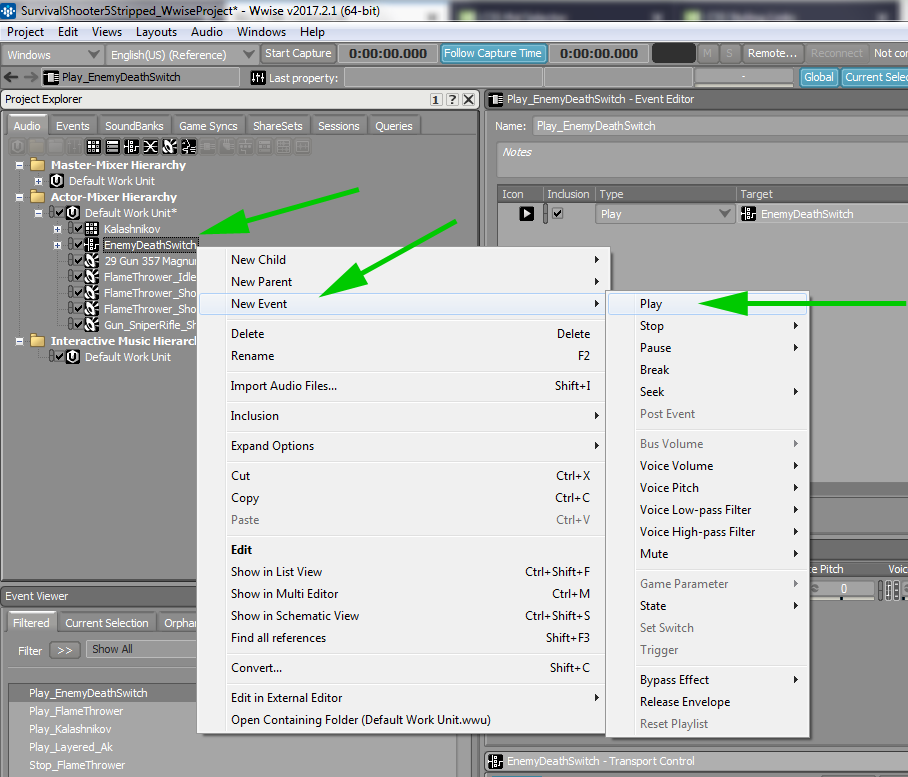 SurvivalShooter5Stripped_WwiseProject* - Wwise v2017.2.1 (64-bit)
Project Edit Views Layouts Audio Windows Help
Windows English(US) (Reference) Start Capture 0:00:00.000 Follow Capture Time 0:00:00.000 M S Remote... Reconnect Not con
Play_EnemyDeathSwitch Last property: - Global Current Selec
Project Explorer 1 ? X
Play_EnemyDeathSwitch - Event Editor
Audio Events SoundBanks Game Syncs ShareSets Sessions Queries
Name: Play_EnemyDeathSwitch
Notes
Master-Mixer Hierarchy
Default Work Unit
Actor-Mixer Hierarchy
Default Work Unit*
Kalashnikov
EnemyDeathSwitch
29 Gun 357 Magnu
FlameThrower_Idle
FlameThrower_Sho
FlameThrower_Sho
Gun_SniperRifle_Sh
Interactive Music Hierarch
Default Work Unit
Icon Inclusion Type Target
Play EnemyDeathSwitch
New Child
New Parent
New Event
Delete Delete
Rename F2
Import Audio Files... Shift+I
Inclusion
Expand Options
Cut Ctrl+X
Copy Ctrl+C
Paste Ctrl+V
Edit
Show in List View Ctrl+Shift+F
Show in Multi Editor Ctrl+M
Show in Schematic View Ctrl+Shift+S
Find all references Shift+F3
Convert... Shift+C
Edit in External Editor
Open Containing Folder (Default Work Unit.wwu)
Play
Stop
Pause
Break
Seek
Post Event
Bus Volume
Voice Volume
Voice Pitch
Voice Low-pass Filter
Voice High-pass Filter
Mute
Game Parameter
State
Set Switch
Trigger
Bypass Effect
Release Envelope
Reset Playlist
e Pitch Voic
0
Event Viewer
Filtered Current Selection Orphan
Filter >> Show All
Play_EnemyDeathSwitch
Play_FlameThrower
Play_Kalashnikov
Play_Layered_Ak
Stop_FlameThrower
EnemyDeathSwitch - Transport Control